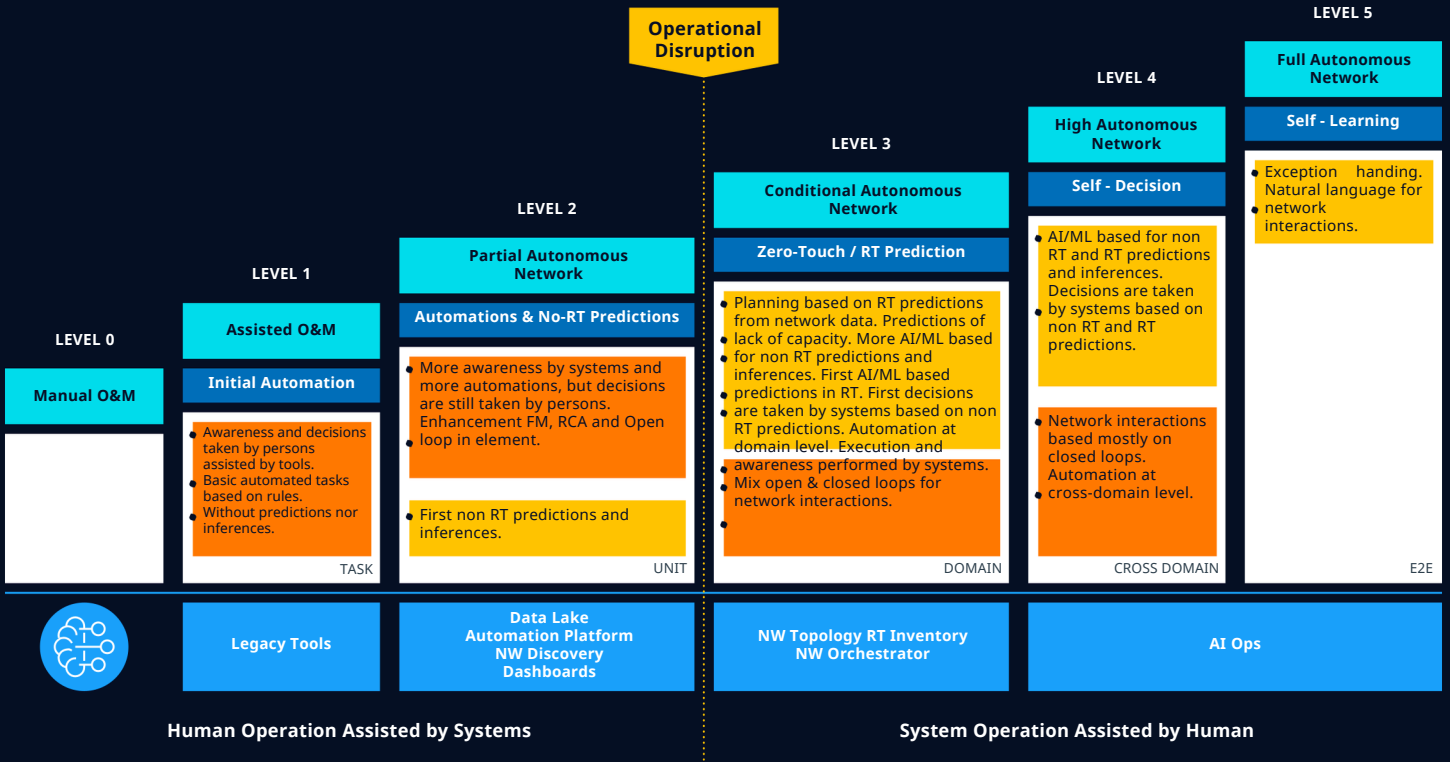 Operational
Disruption
LEVEL 0
Manual O&M
LEVEL 1
Assisted O&M
Initial Automation
Awareness and decisions
taken by persons
assisted by tools.
Basic automated tasks
based on rules.
Without predictions nor
inferences.
TASK
LEVEL 2
Partial Autonomous
Network
Automations & No-RT Predictions
More awareness by systems and
more automations, but decisions
are still taken by persons.
Enhancement FM, RCA and Open
loop in element.
First non RT predictions and
inferences.
UNIT
LEVEL 3
Conditional Autonomous
Network
Zero-Touch / RT Prediction
Planning based on RT predictions
from network data. Predictions of
lack of capacity. More AI/ML based
for non RT predictions and
inferences. First AI/ML based
predictions in RT. First decisions
are taken by systems based on non
RT predictions. Automation at
domain level. Execution and
awareness performed by systems.
Mix open & closed loops for
network interactions.
DOMAIN
LEVEL 4
High Autonomous
Network
Self - Decision
AI/ML based for non
RT and RT predictions
and inferences.
Decisions are taken
by systems based on
non RT and RT
predictions.
Network interactions
based mostly on
closed loops.
Automation at
cross-domain level.
CROSS DOMAIN
LEVEL 5
Full Autonomous
Network
Self - Learning
Exception handing.
Natural language for
network
interactions.
E2E
Legacy Tools
Data Lake
Automation Platform
NW Discovery
Dashboards
NW Topology RT Inventory
NW Orchestrator
AI Ops
Human Operation Assisted by Systems
System Operation Assisted by Human